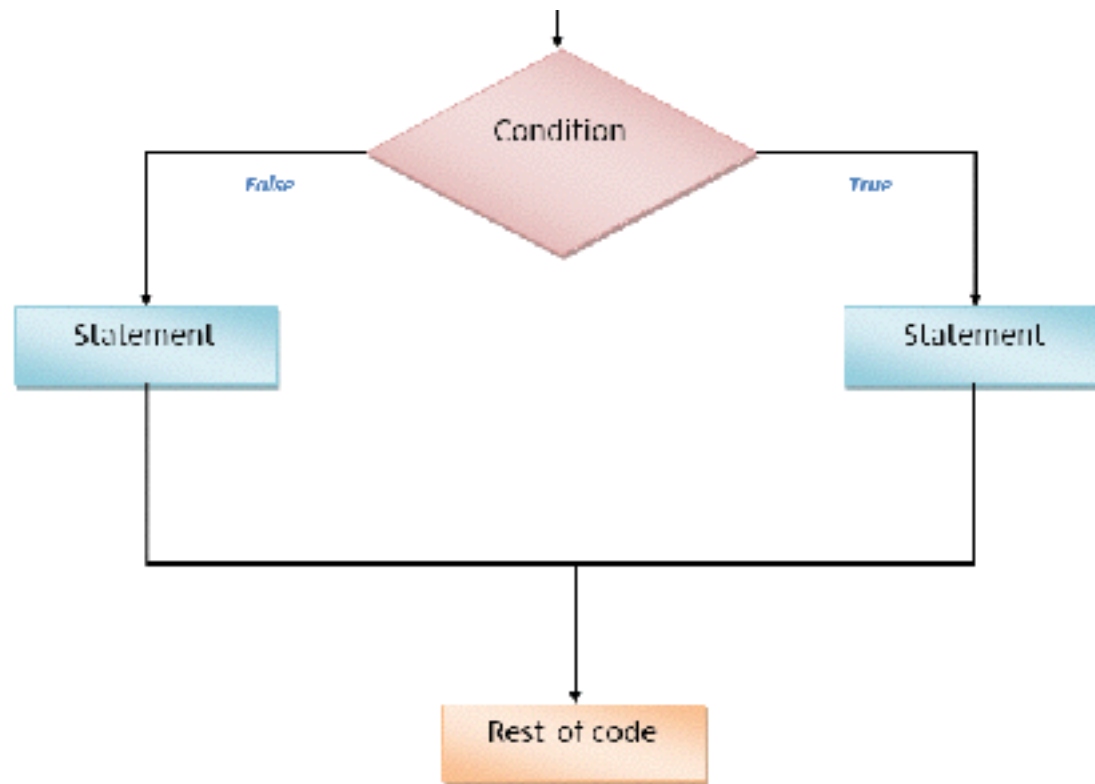 Condition
False
True
Statement
Statement
Rest of code